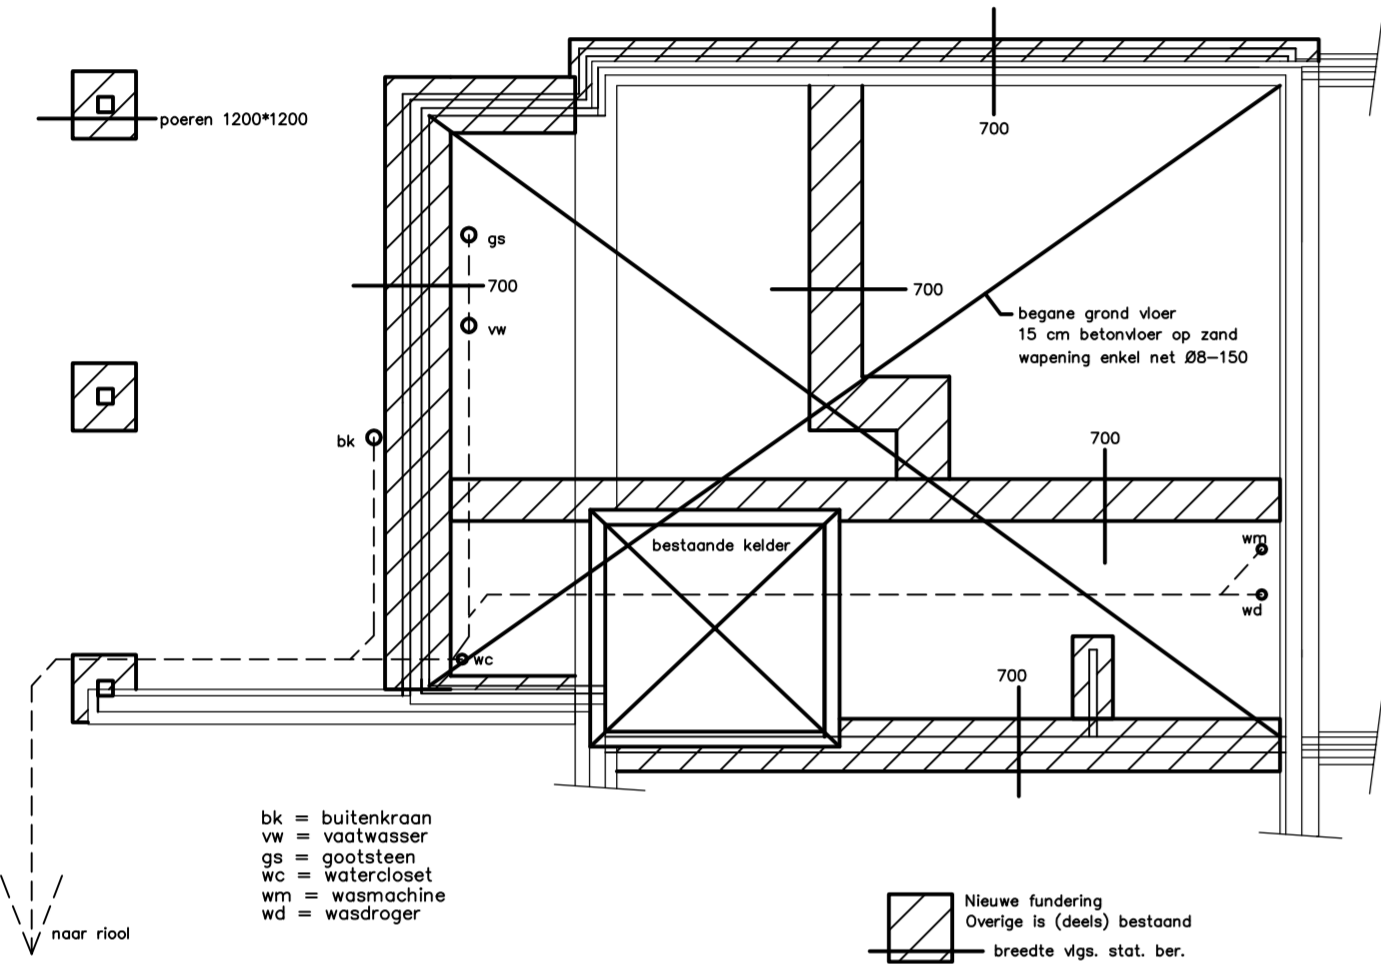 poeren 1200*1200
700
gs
700
700
vw
begane grond vloer
15 cm betonvloer op zand
wapening enkel net Ø8-150
bk
700
wm
bestaande kelder
wd
wc
700
bk = buitenkraan
vw = vaatwasser
gs = gootsteen
wc = watercloset
wm = wasmachine
wd = wasdroger
naar riool
Nieuwe fundering
Overige is (deels) bestaand
breedte vlgs. stat. ber.